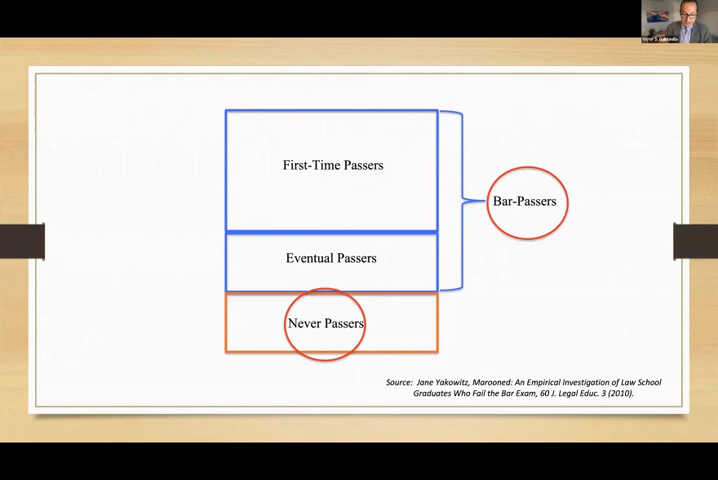 First-Time Passers
Bar-Passers
Eventual Passers
Never Passers
Source: Jane Yakowitz, Marooned: An Empirical Investigation of Law School
Graduates Who Fail the Bar Exam, 60 J. Legal Educ. 3 (2010).